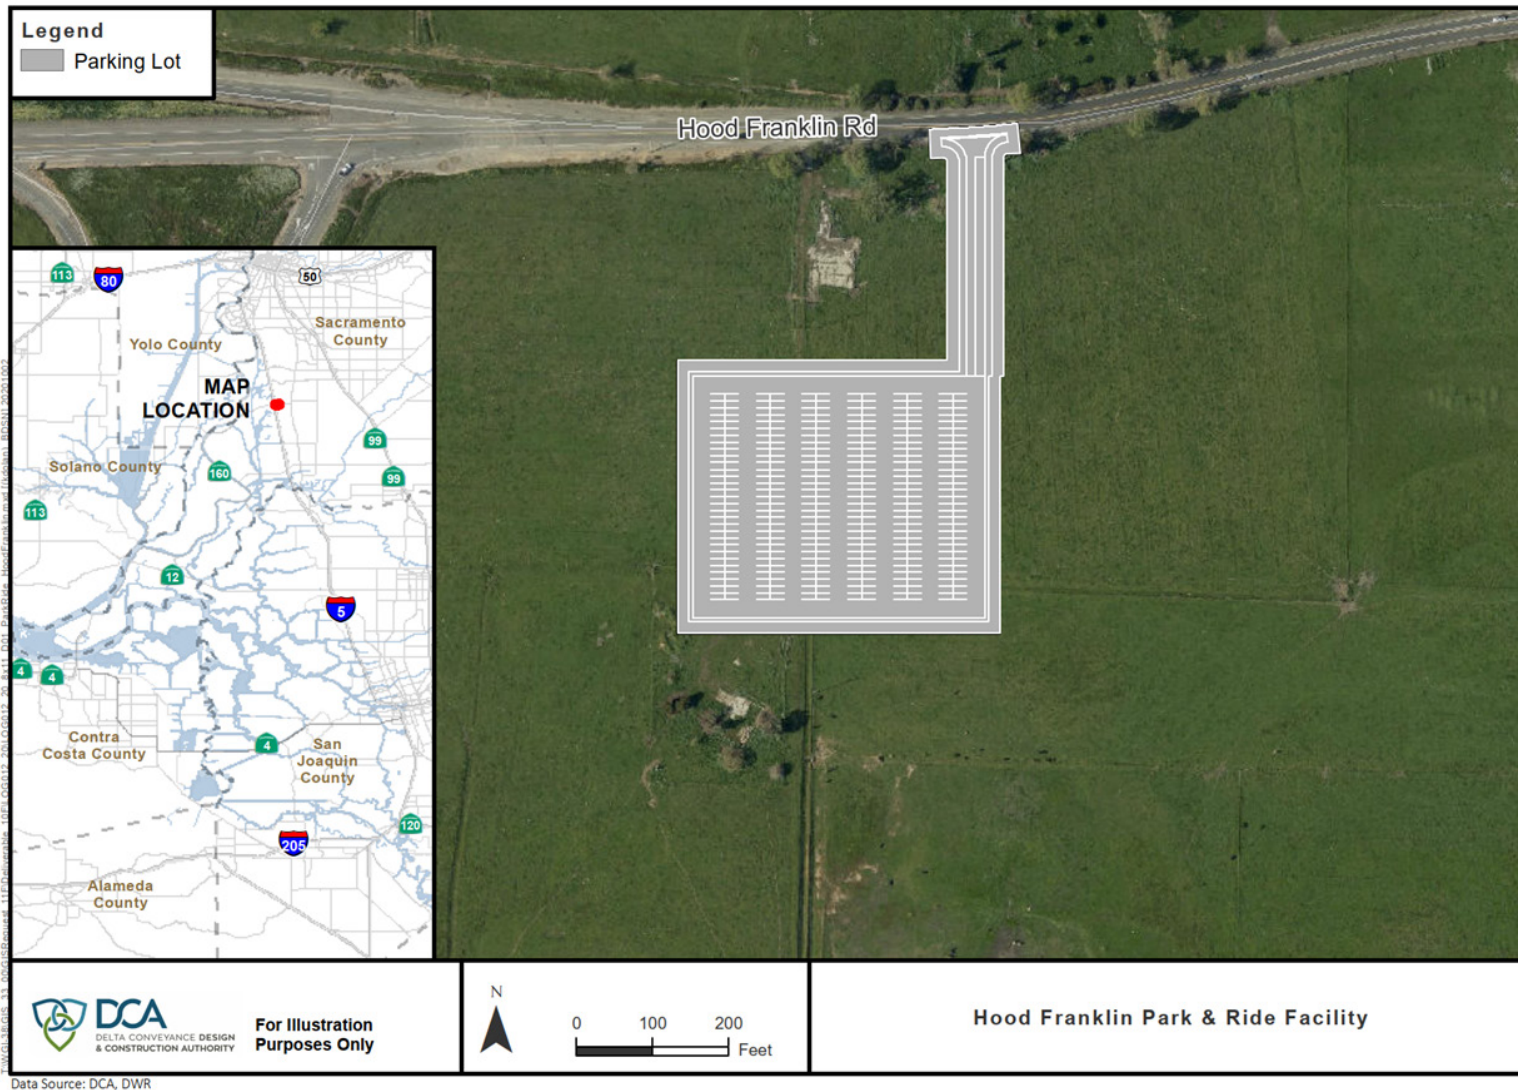 Legend
Parking Lot
Hood Franklin Rd
113
80
50
Sacramento
County
Yolo County
MAP
LOCATION
99
Solano County
160
99
113
12
5
4
4
Contra
Costa County
4
San
Joaquin
County
120
205
Alameda
County
DCA
DELTA CONVEYANCE DESIGN
& CONSTRUCTION AUTHORITY
For Illustration
Purposes Only
N
0 100 200
Feet
Hood Franklin Park & Ride Facility
Data Source: DCA, DWR